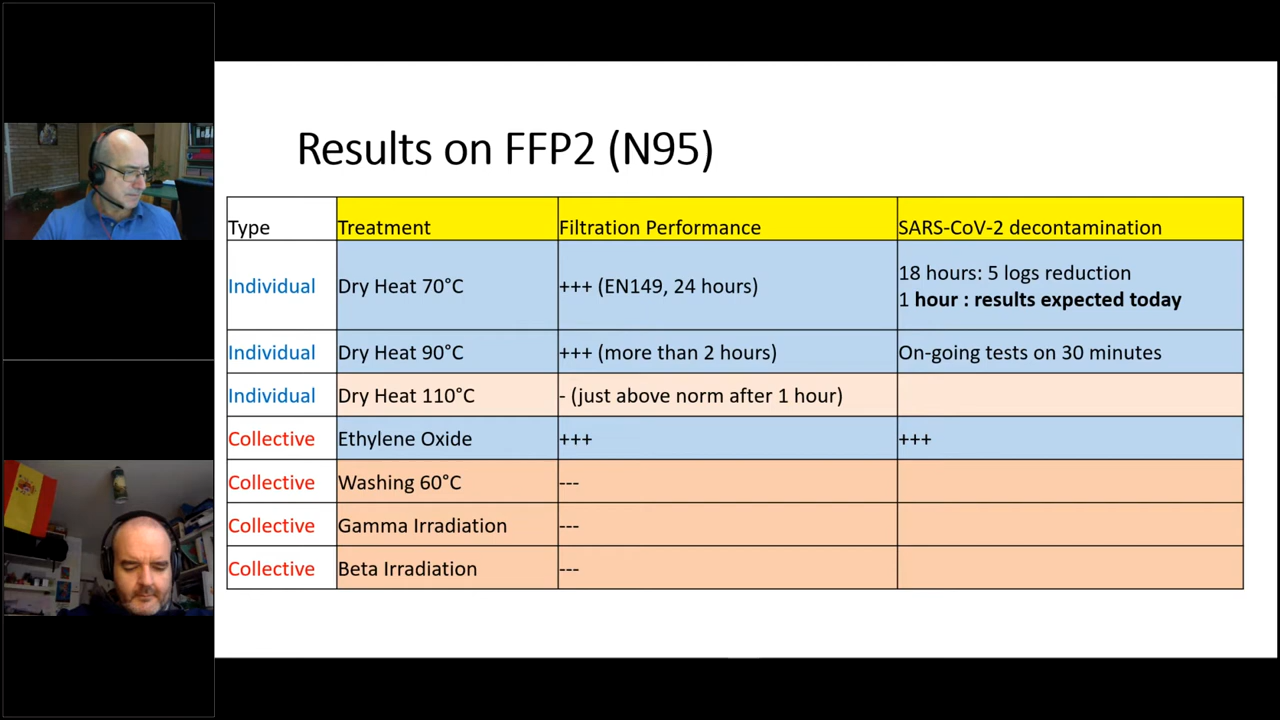 Results on FFP2 (N95)
Type Treatment Filtration Performance SARS-CoV-2 decontamination
Individual Dry Heat 70°C +++ (EN149, 24 hours) 18 hours: 5 logs reduction
1 hour : results expected today
Individual Dry Heat 90°C +++ (more than 2 hours) On-going tests on 30 minutes
Individual Dry Heat 110°C - (just above norm after 1 hour)
Collective Ethylene Oxide +++ +++
Collective Washing 60°C ---
Collective Gamma Irradiation ---
Collective Beta Irradiation ---